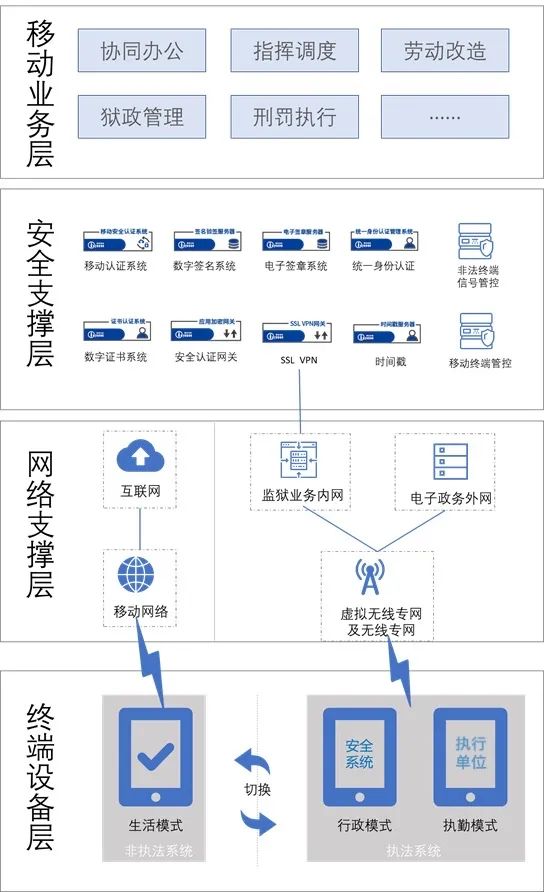 移动业务层
协同办公
指挥调度
劳动改造
狱政管理
刑罚执行
······
安全支撑层
移动安全认证系统
签名验签服务器
电子签章服务器
统一身份认证管理系统
移动认证系统
数字签名系统
电子签章系统
统一身份认证
非法终端
信号管控
证书认证系统
应用加密网关
SSL VPN网关
时间戳服务器
数字证书系统
安全认证网关
SSL VPN
时间戳
移动终端管控
网络支撑层
互联网
监狱业务内网
电子政务外网
移动网络
虚拟无线专网
及无线专网
终端设备层
安全
系统
执行
单位
切换
生活模式
行政模式
执勤模式
非执法系统
执法系统